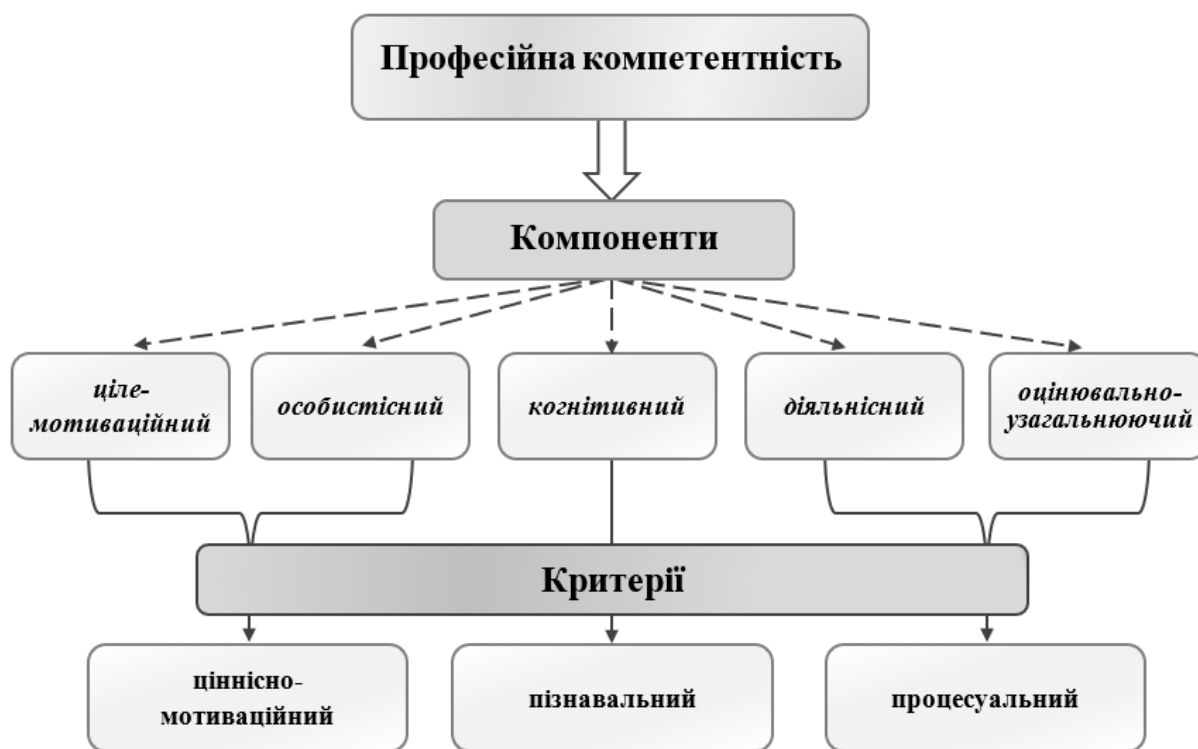 Професійна компетентність
Компоненти
ціле-
мотиваційний
особистісний
когнітивний
діяльнісний
оцінювально-
узагальнюючий
Критерії
ціннісно-
мотиваційний
пізнавальний
процесуальний